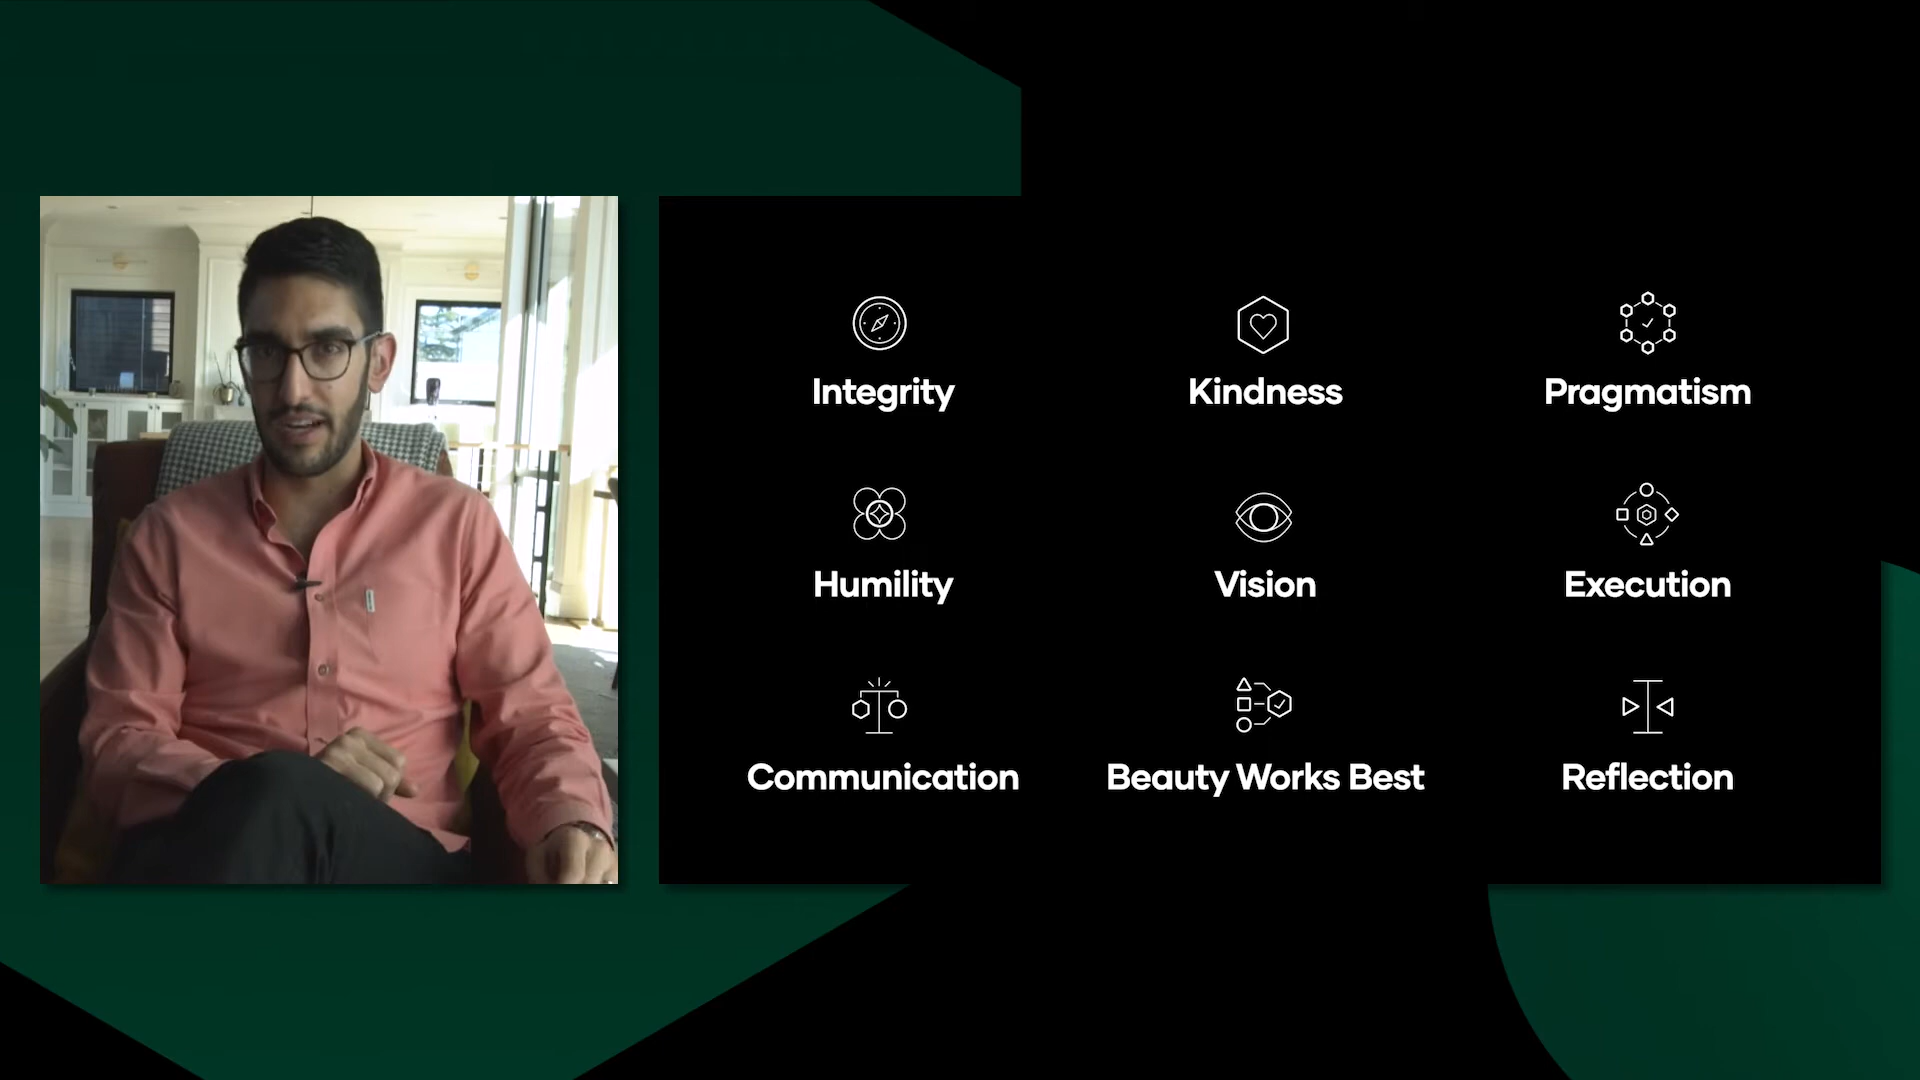 Integrity
Kindness
Pragmatism
Humility
Vision
Execution
Communication
Beauty Works Best
Reflection